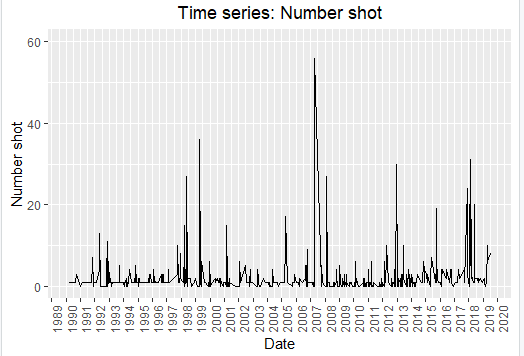 Time series: Number shot
60
40
20
0
Number shot
1989 1990 1991 1992 1993 1994 1995 1996 1997 1998 1999 2000 2001 2002 2003 2004 2005 2006 2007 2008 2009 2010 2011 2012 2013 2014 2015 2016 2017 2018 2019 2020
Date